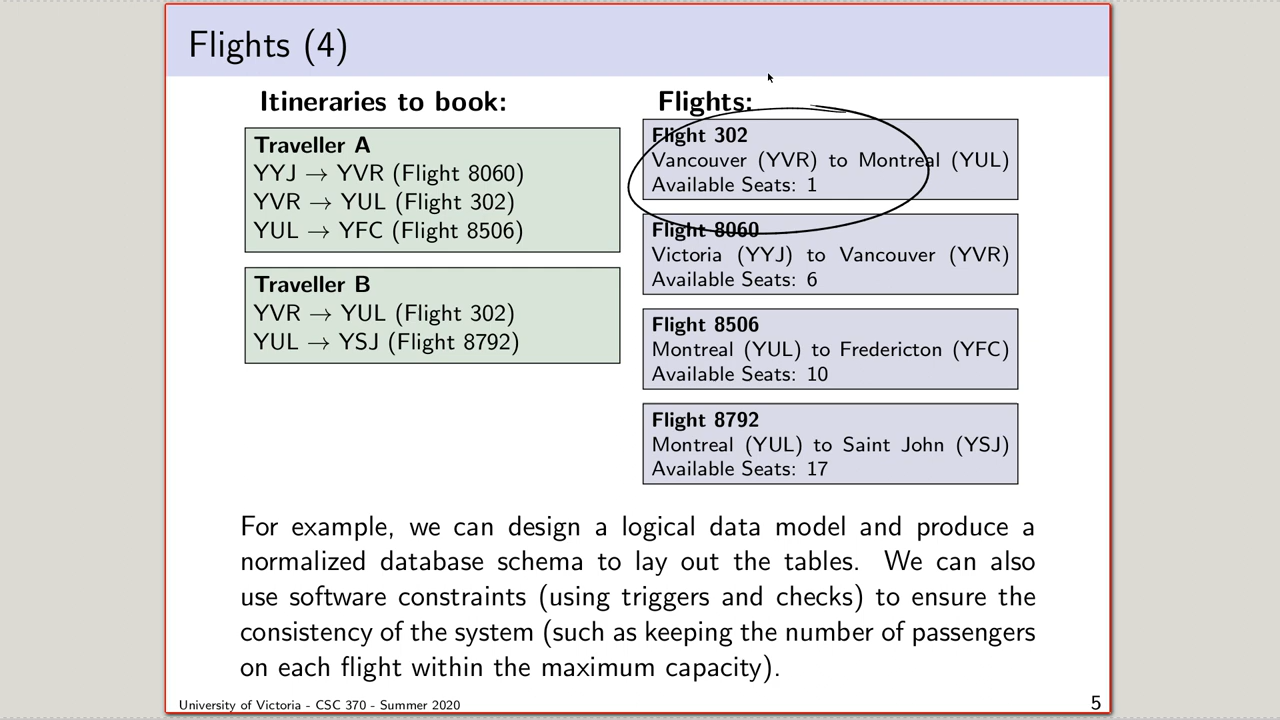 Flights (4)
Itineraries to book:
Traveller A
YYJ → YVR (Flight 8060)
YVR → YUL (Flight 302)
YUL → YFC (Flight 8506)
Traveller B
YVR → YUL (Flight 302)
YUL → YSJ (Flight 8792)
Flights:
Flight 302
Vancouver (YVR) to Montreal (YUL)
Available Seats: 1
Flight 8060
Victoria (YYJ) to Vancouver (YVR)
Available Seats: 6
Flight 8506
Montreal (YUL) to Fredericton (YFC)
Available Seats: 10
Flight 8792
Montreal (YUL) to Saint John (YSJ)
Available Seats: 17
For example, we can design a logical data model and produce a
normalized database schema to lay out the tables. We can also
use software constraints (using triggers and checks) to ensure the
consistency of the system (such as keeping the number of passengers
on each flight within the maximum capacity).
University of Victoria - CSC 370 - Summer 2020
5